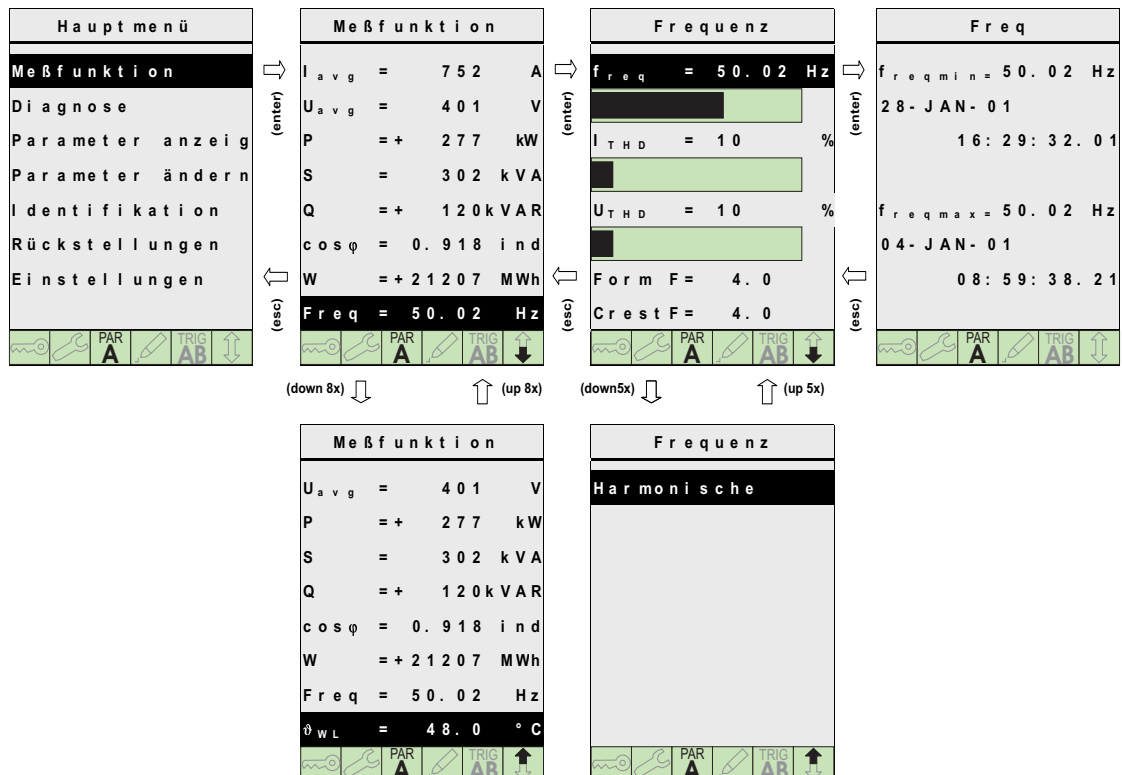 Hauptmenü
Meßfunktion
Diagnose
Parameter anzeig
Parameter ändern
Identifikation
Rückstellungen
Einstellungen
PAR
A
TRIG
AB
(enter)
(esc)
Meßfunktion
Iavg = 752 A
Uavg = 401 V
P =+ 277 kW
S = 302 kVA
Q =+ 120kVAR
cosφ = 0.918 ind
W =+21207 MWh
Freq = 50.02 Hz
PAR
A
TRIG
AB
(enter)
(esc)
Frequenz
freq = 50.02 Hz
ITHD = 10 %
UTHD = 10 %
Form F= 4.0
CrestF= 4.0
PAR
A
TRIG
AB
(enter)
(esc)
Freq
freqmin= 50.02 Hz
28-JAN-01
16:29:32.01
freqmax= 50.02 Hz
04-JAN-01
08:59:38.21
PAR
A
TRIG
AB
(down 8x)
(up 8x)
(down5x)
(up 5x)
Meßfunktion
Uavg = 401 V
P =+ 277 kW
S = 302 kVA
Q =+ 120kVAR
cosφ = 0.918 ind
W =+21207 MWh
Freq = 50.02 Hz
ϑWL = 48.0 °C
PAR
A
TRIG
AB
Frequenz
Harmonische
PAR
A
TRIG
AB